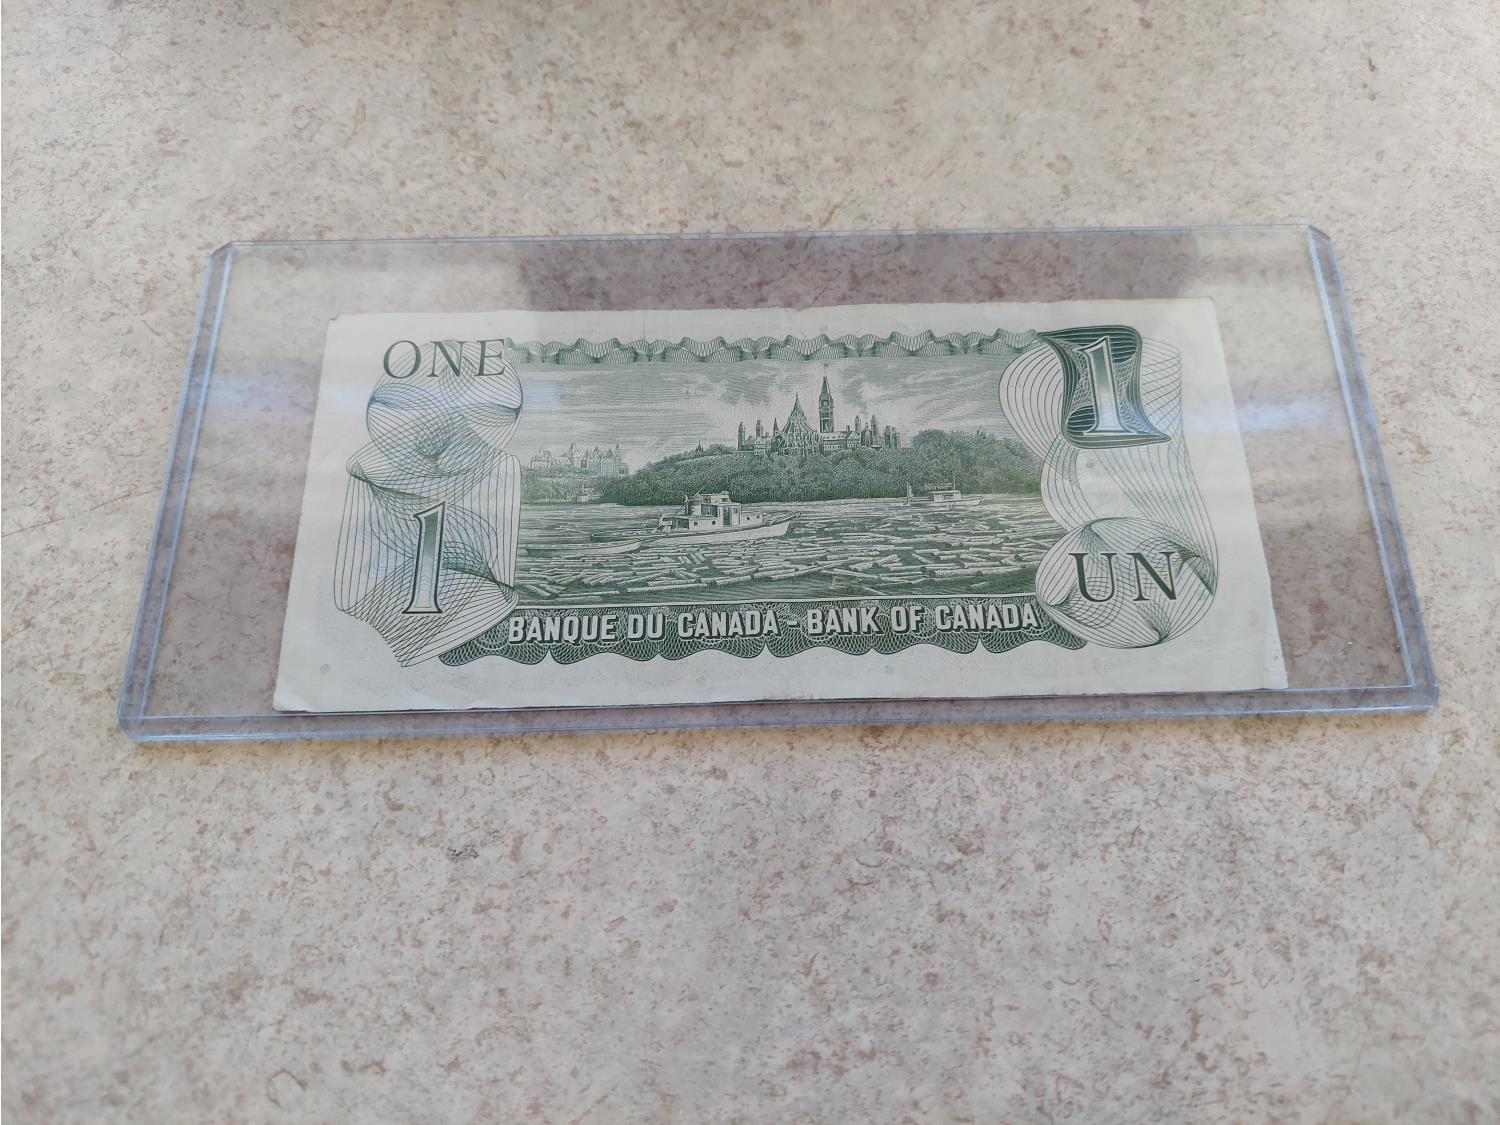 ONE
1
1
UN
BANQUE DU CANADA - BANK OF CANADA